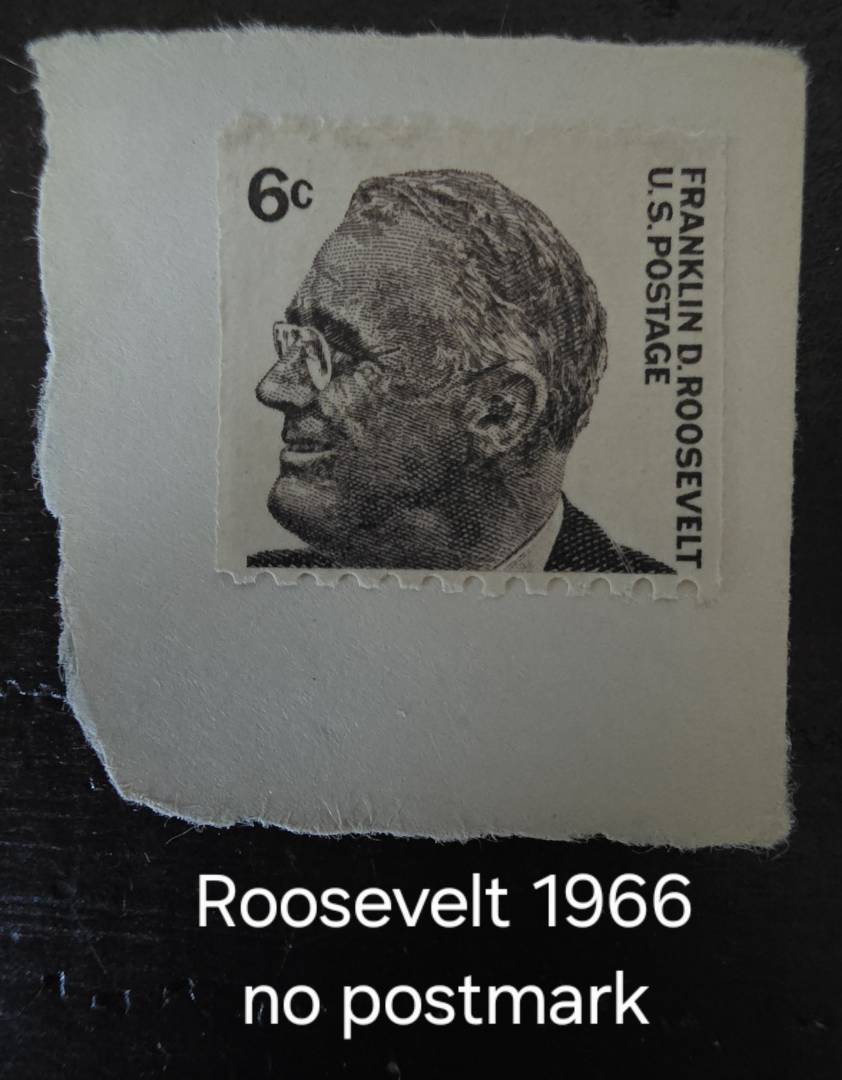 6c
FRANKLIN D. ROOSEVELT
U.S. POSTAGE
Roosevelt 1966
no postmark